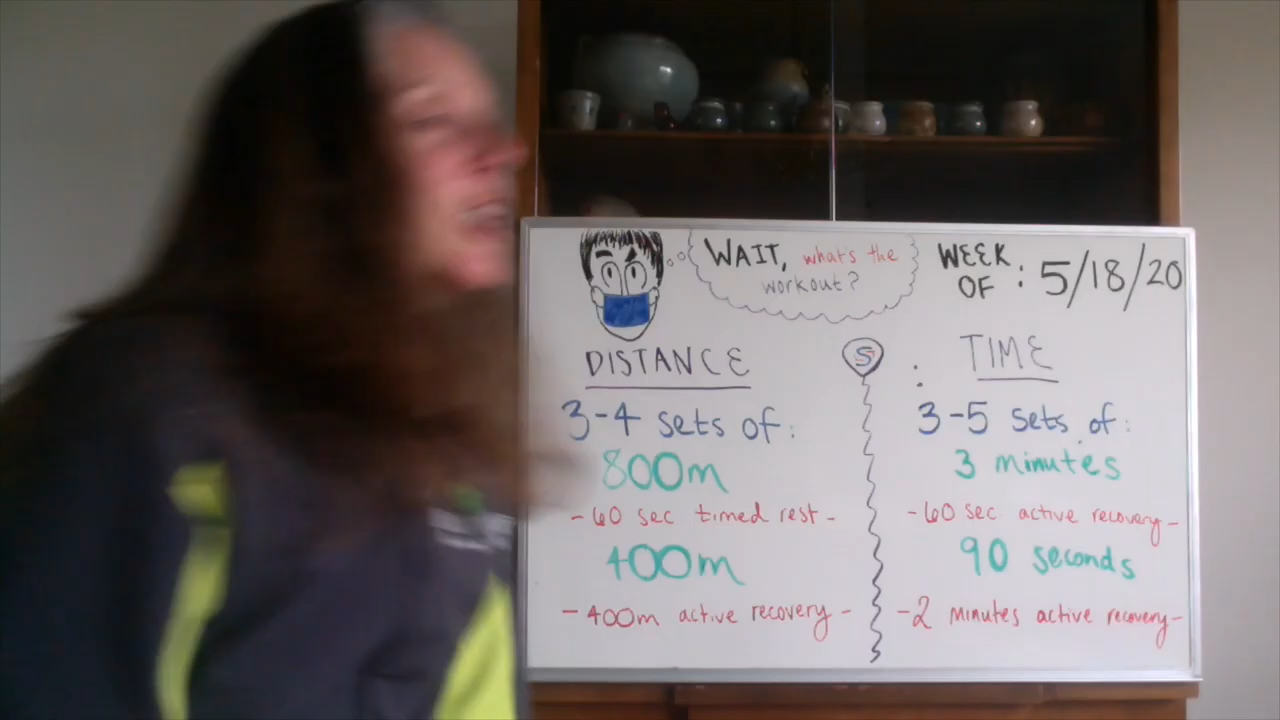 WAIT, what's the
workout?
WEEK
OF : 5/18/20
DISTANCE
3-4 sets of:
800m
- 60 sec timed rest -
400m
- 400m active recovery -
S
TIME
3-5 sets of:
3 minutes
- 60 sec active recovery -
90 seconds
- 2 minutes active recovery -